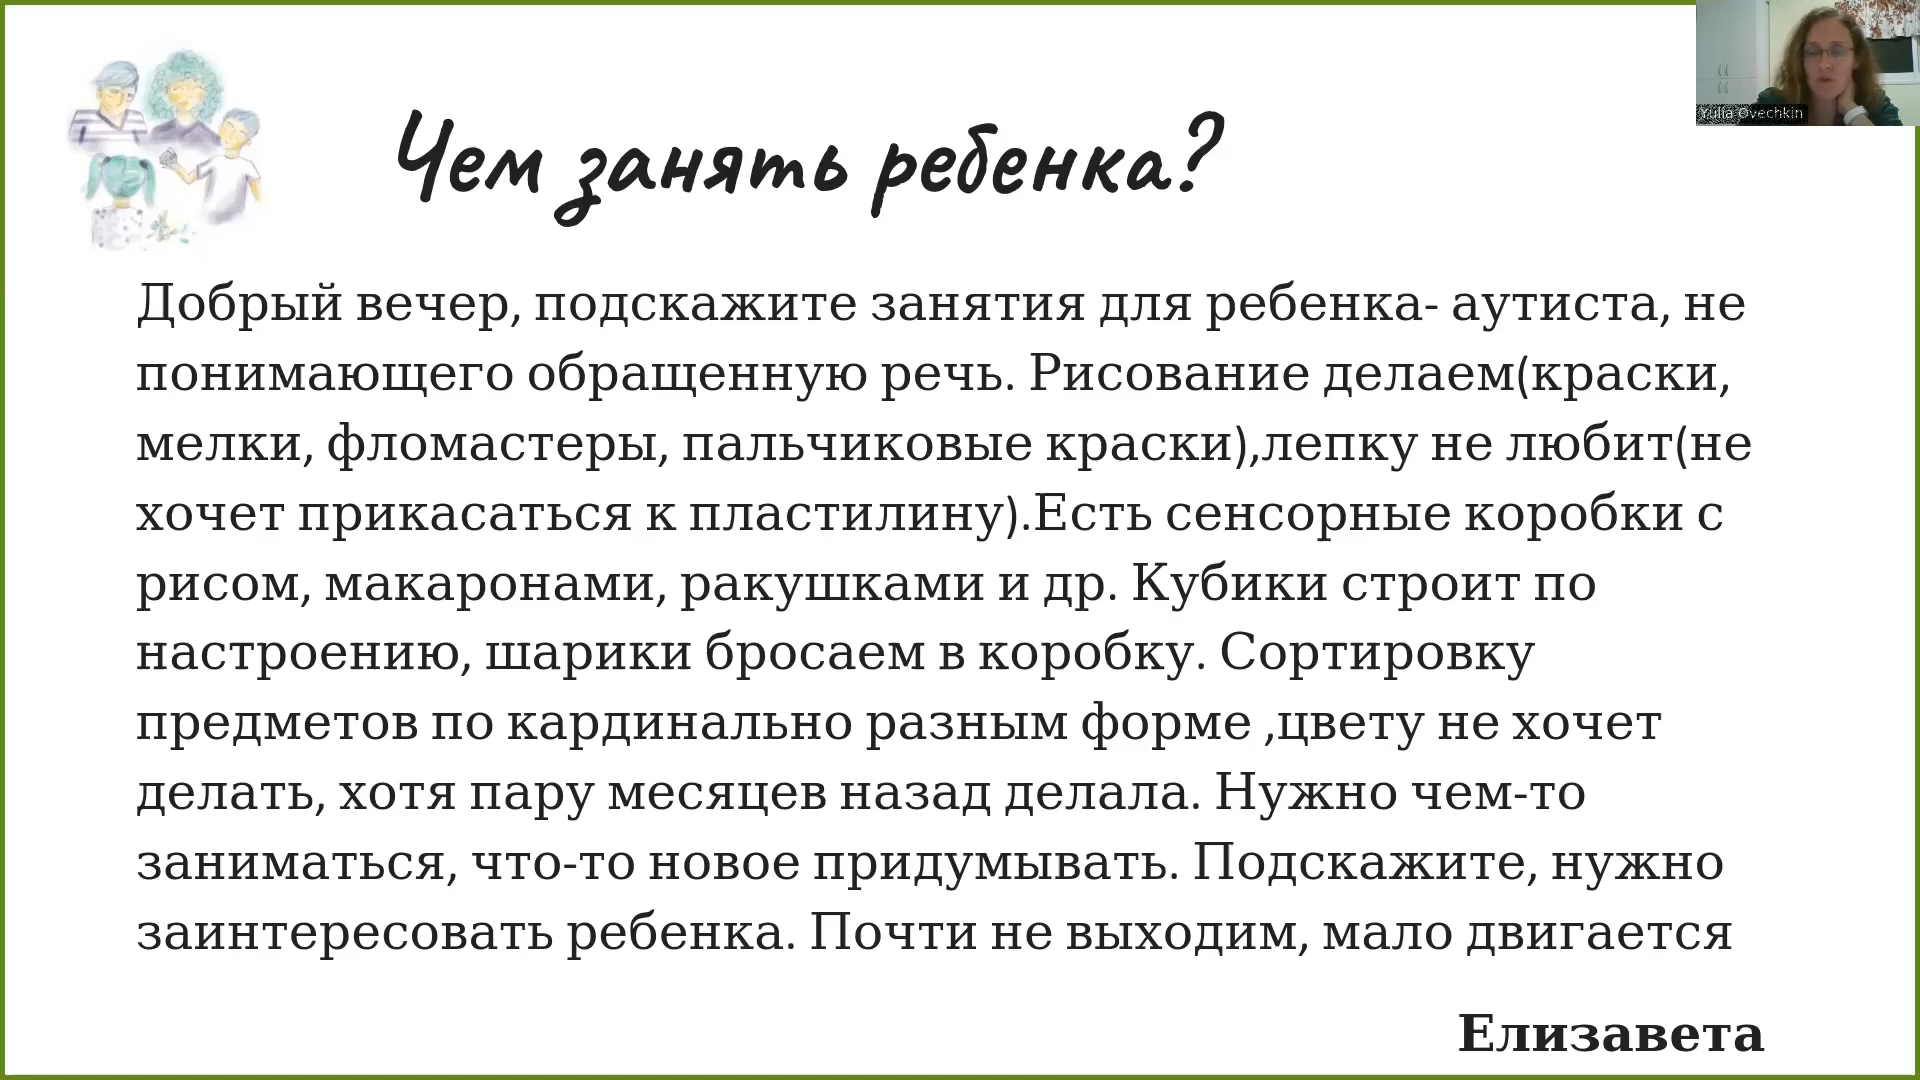 Чем занять ребенка?
Yulia Ovechkin
Добрый вечер, подскажите занятия для ребенка- аутиста, не
понимающего обращенную речь. Рисование делаем(краски,
мелки, фломастеры, пальчиковые краски),лепку не любит(не
хочет прикасаться к пластилину).Есть сенсорные коробки с
рисом, макаронами, ракушками и др. Кубики строит по
настроению, шарики бросаем в коробку. Сортировку
предметов по кардинально разным форме ,цвету не хочет
делать, хотя пару месяцев назад делала. Нужно чем-то
заниматься, что-то новое придумывать. Подскажите, нужно
заинтересовать ребенка. Почти не выходим, мало двигается
Елизавета